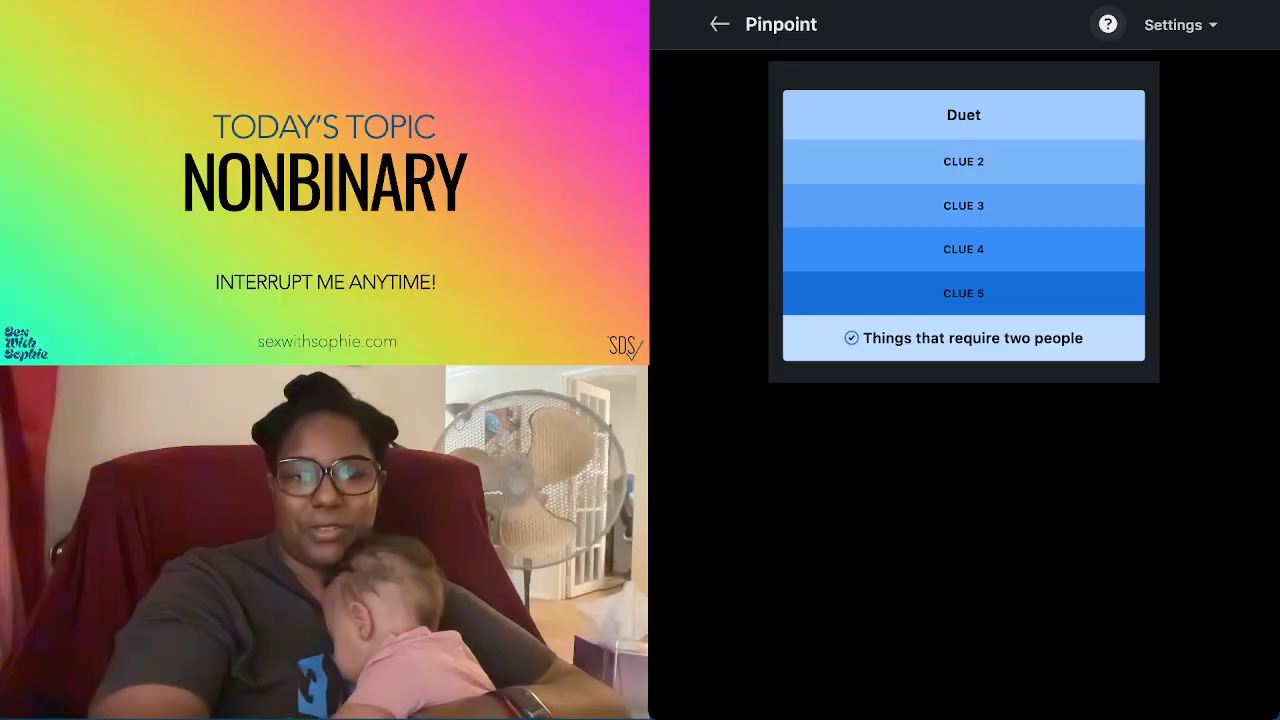 TODAY'S TOPIC
NONBINARY
INTERRUPT ME ANYTIME!
sexwithsophie.com
Sex
With
Sophie
SDS
Pinpoint
?
Settings
Duet
CLUE 2
CLUE 3
CLUE 4
CLUE 5
Things that require two people